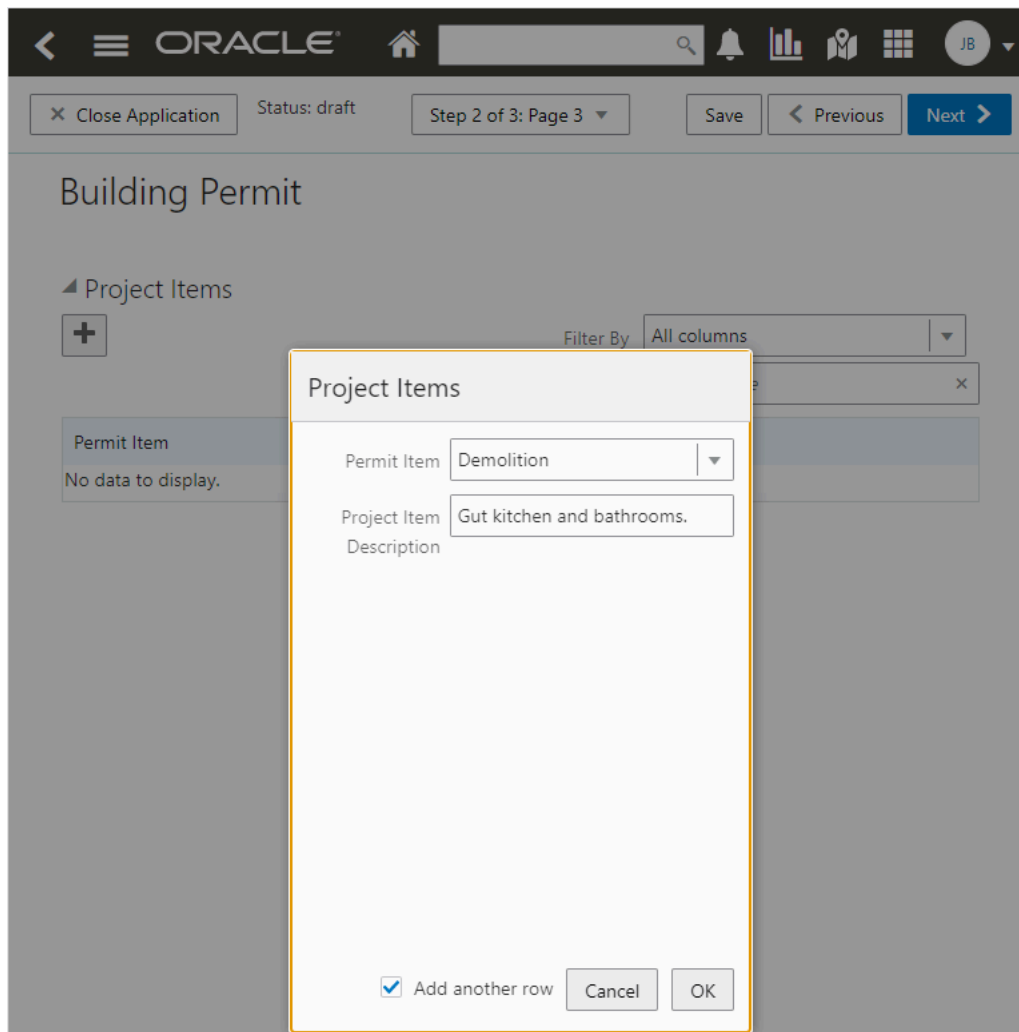 ORACLE
JB
Close Application
Status: draft
Step 2 of 3: Page 3
Save
Previous
Next
Building Permit
Project Items
Filter By
All columns
Permit Item
No data to display.
Project Items
Permit Item
Demolition
Project Item
Description
Gut kitchen and bathrooms.
Add another row
Cancel
OK